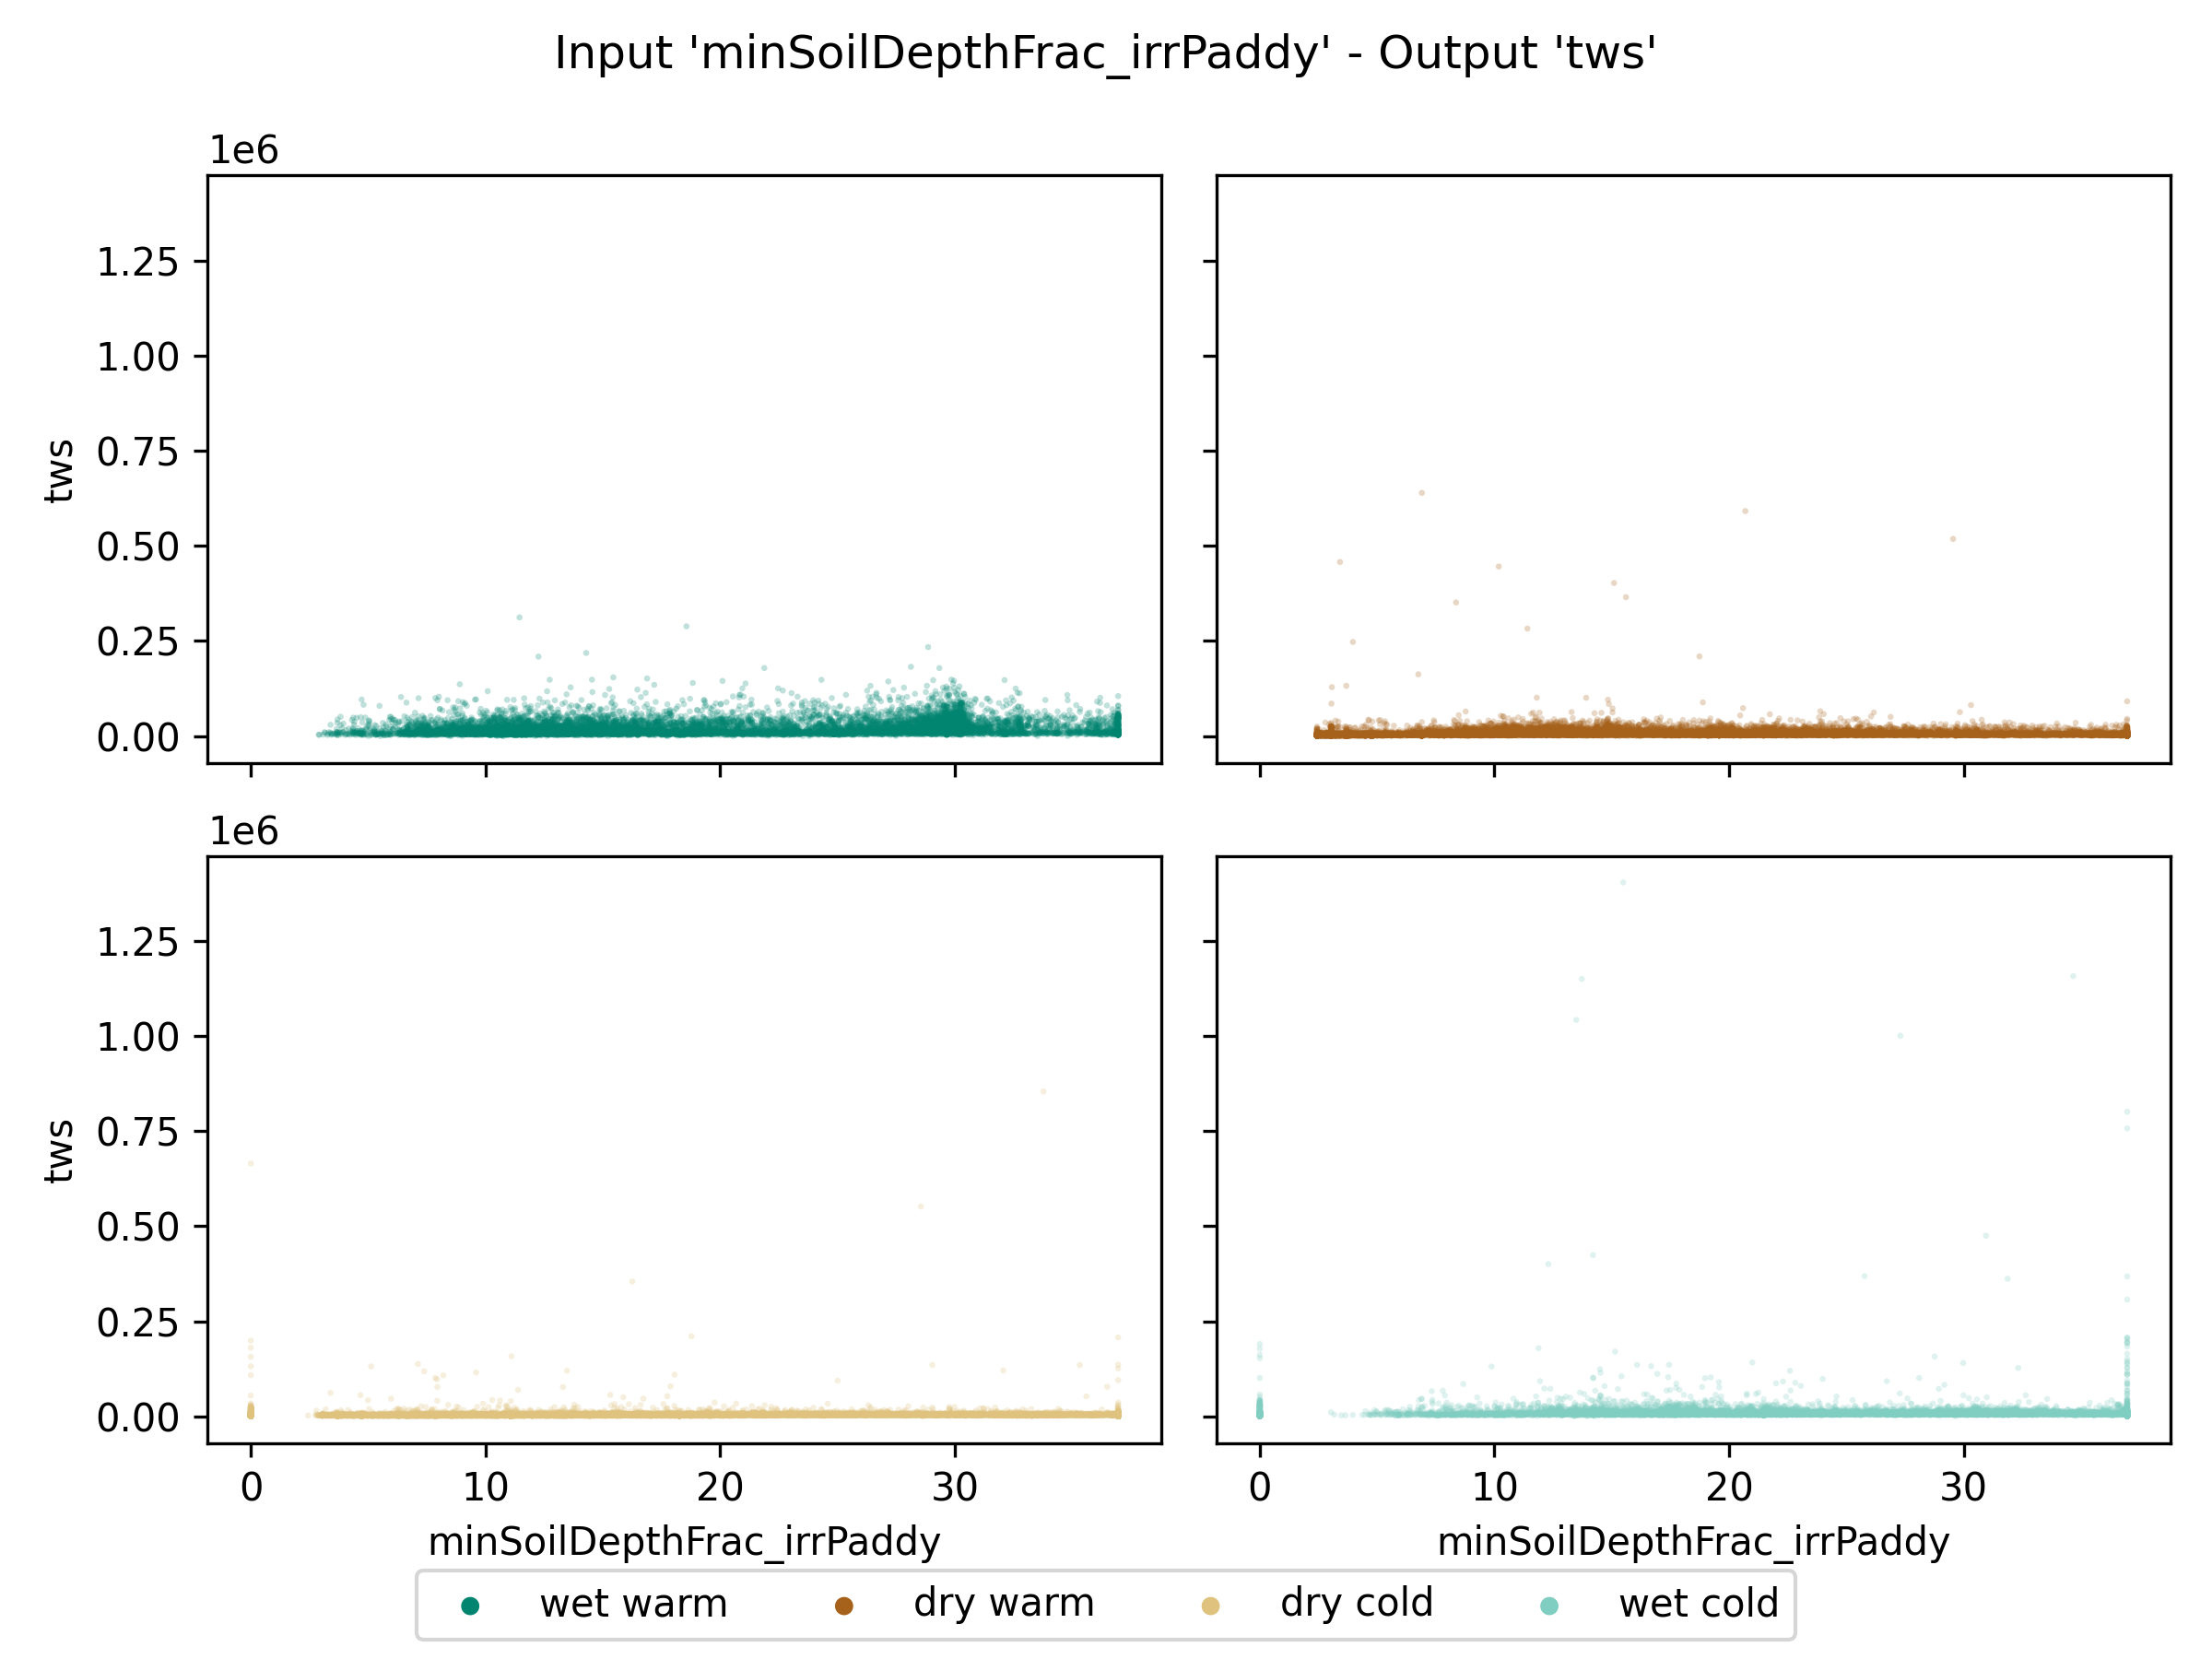 Input 'minSoilDepthFrac_irrPaddy' - Output 'tws'
1e6
1.25
1.00
0.75
0.50
0.25
0.00
tws
1e6
1.25
1.00
0.75
0.50
0.25
0.00
tws
0 10 20 30
0 10 20 30
minSoilDepthFrac_irrPaddy
minSoilDepthFrac_irrPaddy
wet warm dry warm dry cold wet cold